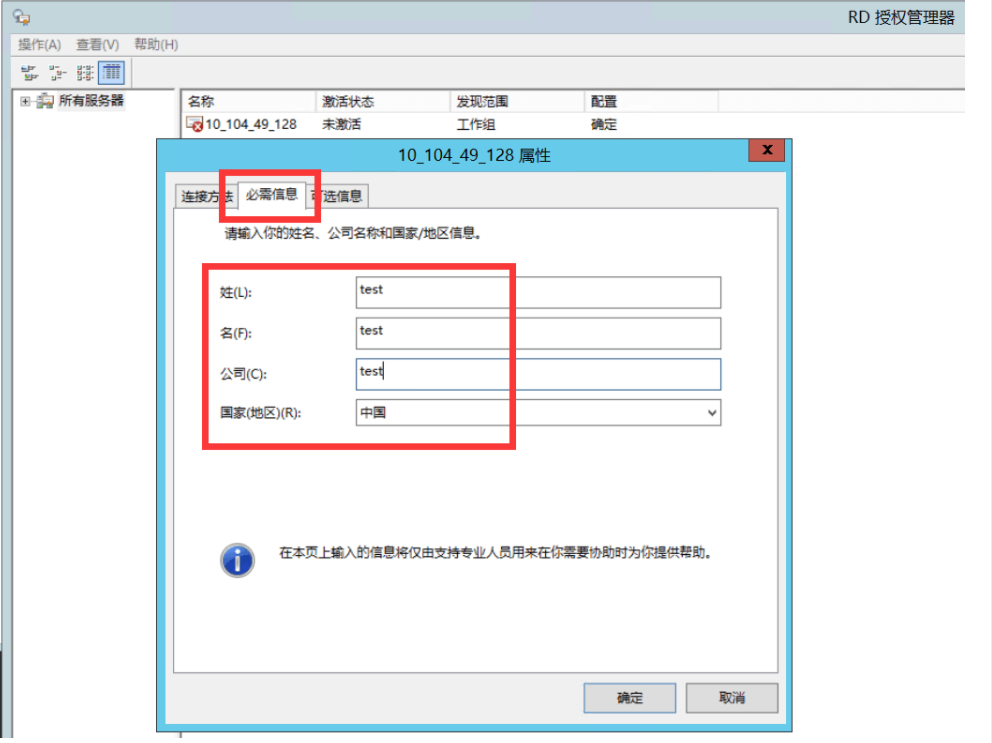 RD 授权管理器
操作(A) 查看(V) 帮助(H)
所有服务器
名称 激活状态 发现范围 配置
10_104_49_128 未激活 工作组 确定
10_104_49_128 属性
x
连接方法 必需信息 可选信息
请输入你的姓名、公司名称和国家/地区信息。
姓(L): test
名(F): test
公司(C): test
国家(地区)(R): 中国
在本页上输入的信息将仅由支持专业人员用来在你需要协助时为你提供帮助。
确定 取消